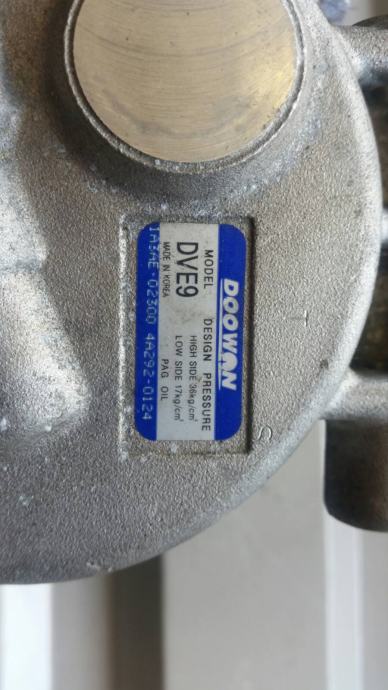 DOOWON
MODEL DESIGN PRESSURE
DVE9 HIGH SIDE 36kg/cm²
LOW SIDE 17kg/cm²
MADE IN KOREA PAG OIL
4A292-0124
S